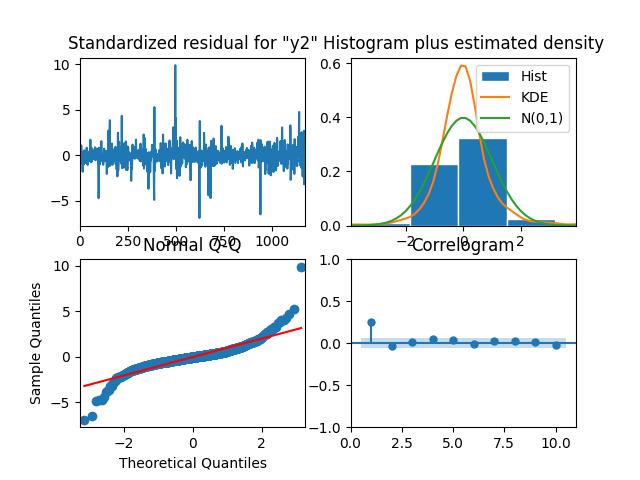 Standardized residual for "y2" Histogram plus estimated density
10
5
0
−5
0 250 500 750 1000
0.6
0.4
0.2
0.0
−2 0 2
Hist
KDE
N(0,1)
Normal Q-Q
Sample Quantiles
10
5
0
−5
−2 0 2
Theoretical Quantiles
Correlogram
1.0
0.5
0.0
−0.5
−1.0
0.0 2.5 5.0 7.5 10.0